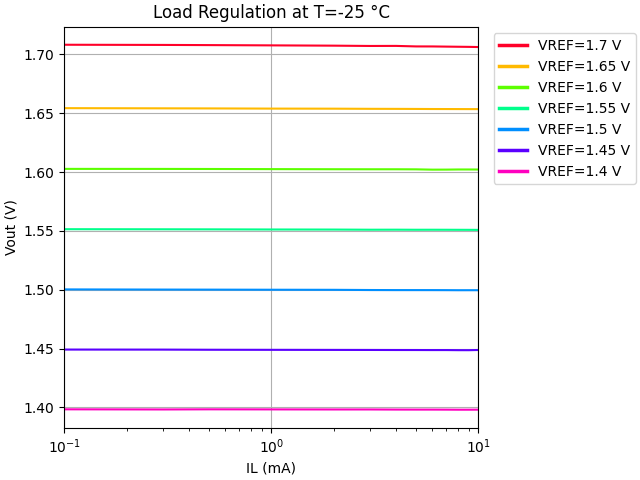 Load Regulation at T=-25 °C
Vout (V)
1.70
1.65
1.60
1.55
1.50
1.45
1.40
10⁻¹
10⁰
10¹
IL (mA)
VREF=1.7 V
VREF=1.65 V
VREF=1.6 V
VREF=1.55 V
VREF=1.5 V
VREF=1.45 V
VREF=1.4 V